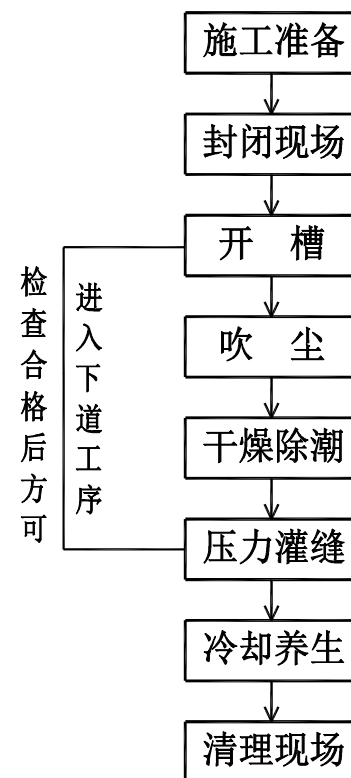 施工准备
封闭现场
开 槽
吹 尘
干燥除潮
压力灌缝
冷却养生
清理现场
检查合格后方可
进入下道工序